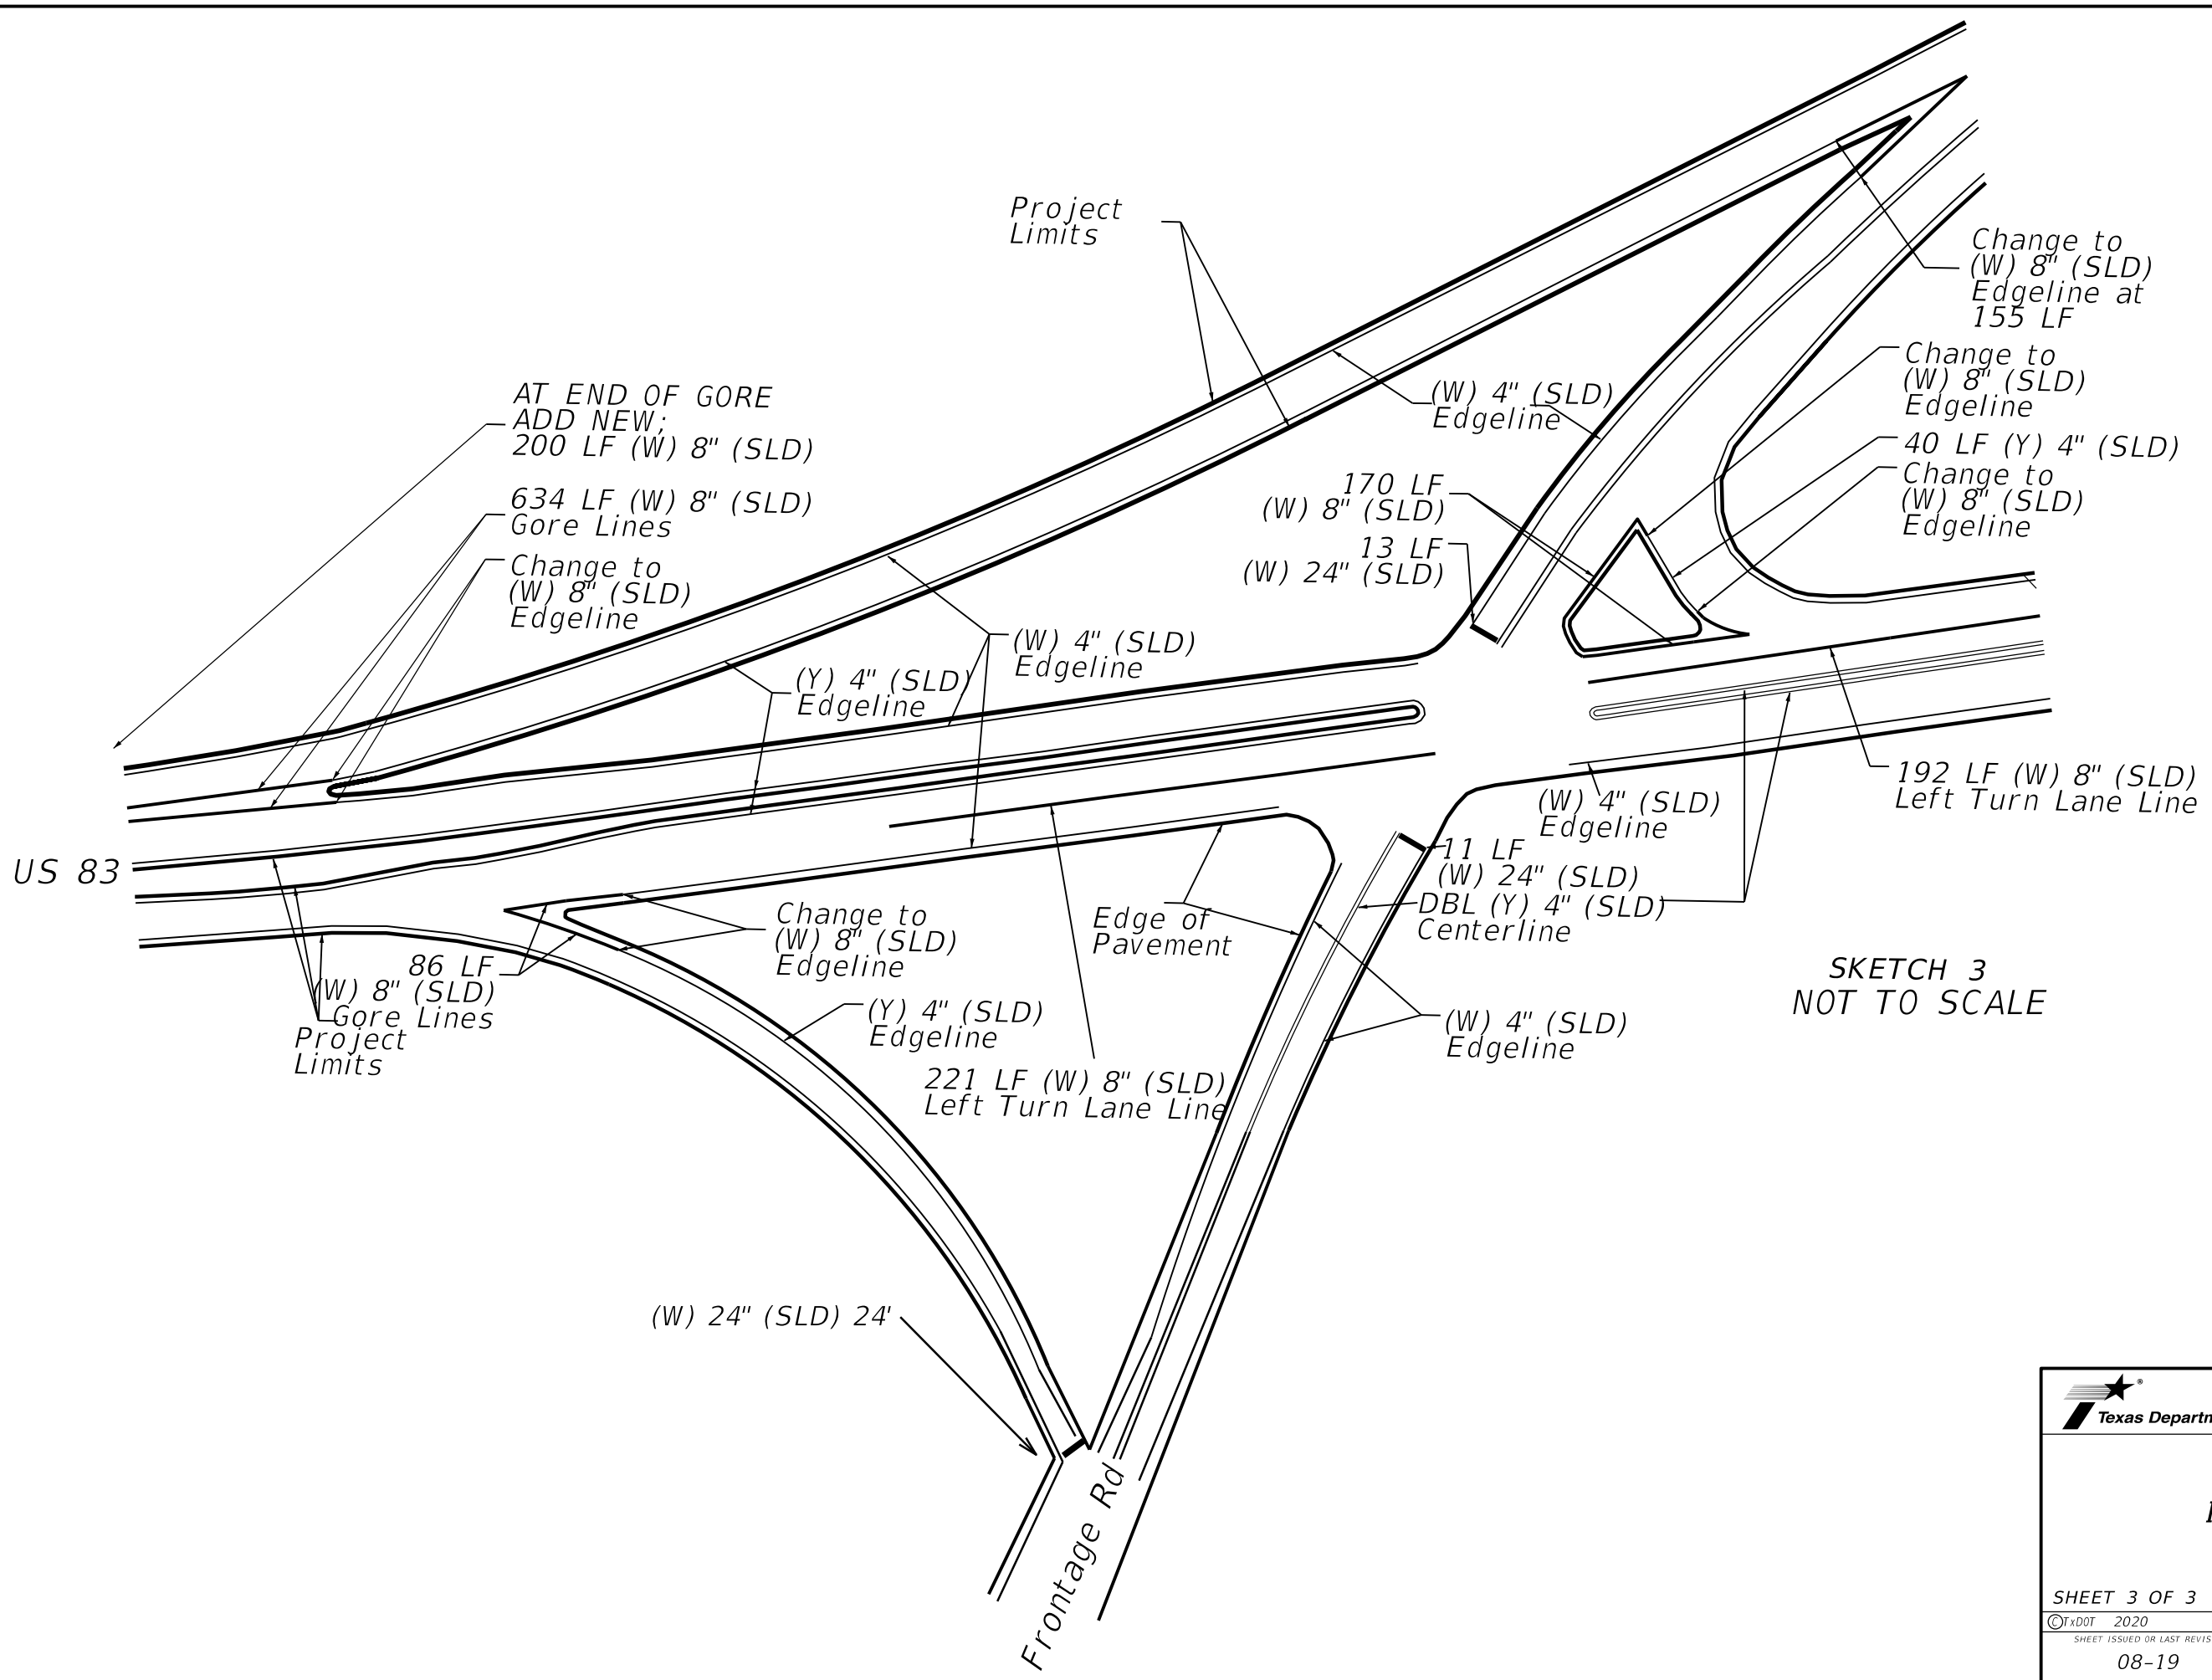 Project
Limits
Change to
(W) 8" (SLD)
Edgeline at
155 LF
Change to
(W) 8" (SLD)
Edgeline
AT END OF GORE
ADD NEW;
200 LF (W) 8" (SLD)
(W) 4" (SLD)
Edgeline
40 LF (Y) 4" (SLD)
Change to
(W) 8" (SLD)
Edgeline
170 LF
(W) 8" (SLD)
634 LF (W) 8" (SLD)
Gore Lines
13 LF
(W) 24" (SLD)
Change to
(W) 8" (SLD)
Edgeline
(W) 4" (SLD)
Edgeline
(Y) 4" (SLD)
Edgeline
192 LF (W) 8" (SLD)
Left Turn Lane Line
(W) 4" (SLD)
Edgeline
US 83
11 LF
(W) 24" (SLD)
DBL (Y) 4" (SLD)
Centerline
Change to
(W) 8" (SLD)
Edgeline
Edge of
Pavement
86 LF
(W) 8" (SLD)
Gore Lines
Project
Limits
SKETCH 3
NOT TO SCALE
(Y) 4" (SLD)
Edgeline
(W) 4" (SLD)
Edgeline
221 LF (W) 8" (SLD)
Left Turn Lane Line
(W) 24" (SLD) 24'
Frontage Rd
®
Texas
SHEET 3 OF 3
© TxDOT 2020
SHEET ISSUED OR LAST
08-19